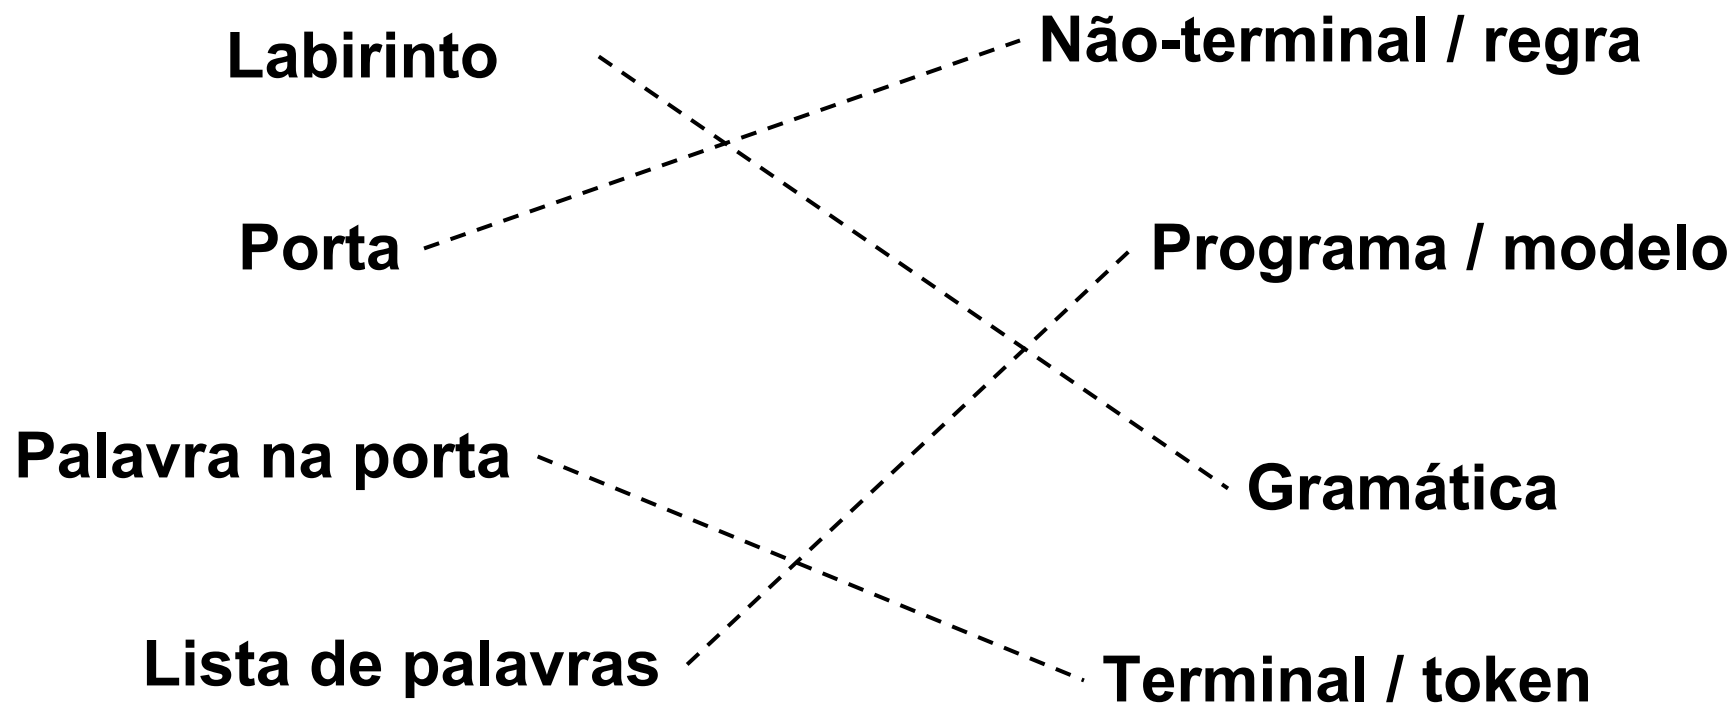 Labirinto
Não-terminal / regra
Porta
Programa / modelo
Palavra na porta
Gramática
Lista de palavras
Terminal / token